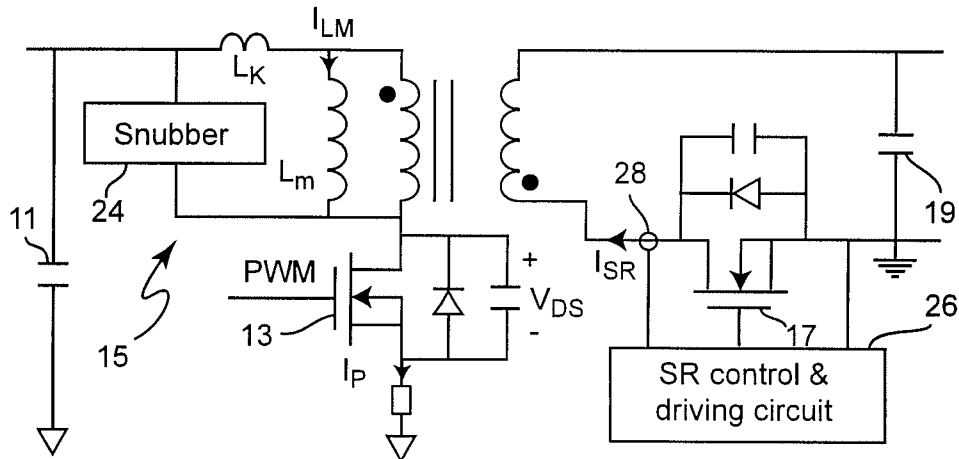 I_LM
L_K
Snubber
24
L_m
28
19
11
I_SR
PWM
+
V_DS
-
13
15
17
26
I_P
SR control &
driving circuit